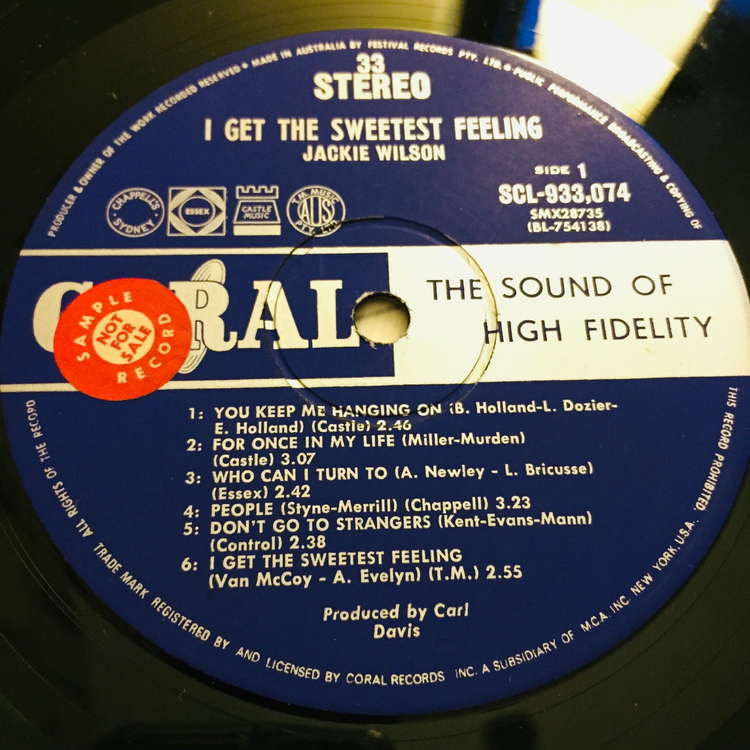 PRODUCER & OWNER OF THE WORK RECORDED RESERVED • MADE IN AUSTRALIA BY FESTIVAL RECORDS PTY. LTD. • PUBLIC PERFORMANCE BROADCASTING & COPYING OF
THIS RECORD PROHIBITED.
ALL RIGHTS OF THE RECORD
TRADE MARK REGISTERED BY AND LICENSED BY CORAL RECORDS INC. A SUBSIDIARY OF M.C.A. INC. NEW YORK, U.S.A.
33
STEREO
I GET THE SWEETEST FEELING
JACKIE WILSON
SIDE 1
SCL-933,074
SMX28735
(BL-754138)
CHAPPELL'S SYDNEY
ESSEX
CASTLE MUSIC
T.M. MUSIC AUS PTY.
CORAL
SAMPLE RECORD
NOT FOR SALE
THE SOUND OF
HIGH FIDELITY
1: YOU KEEP ME HANGING ON (B. Holland-L. Dozier-
E. Holland) (Castle) 2.46
2: FOR ONCE IN MY LIFE (Miller-Murden)
(Castle) 3.07
3: WHO CAN I TURN TO (A. Newley - L. Bricusse)
(Essex) 2.42
4: PEOPLE (Styne-Merrill) (Chappell) 3.23
5: DON'T GO TO STRANGERS (Kent-Evans-Mann)
(Control) 2.38
6: I GET THE SWEETEST FEELING
(Van McCoy - A. Evelyn) (T.M.) 2.55
Produced by Carl
Davis